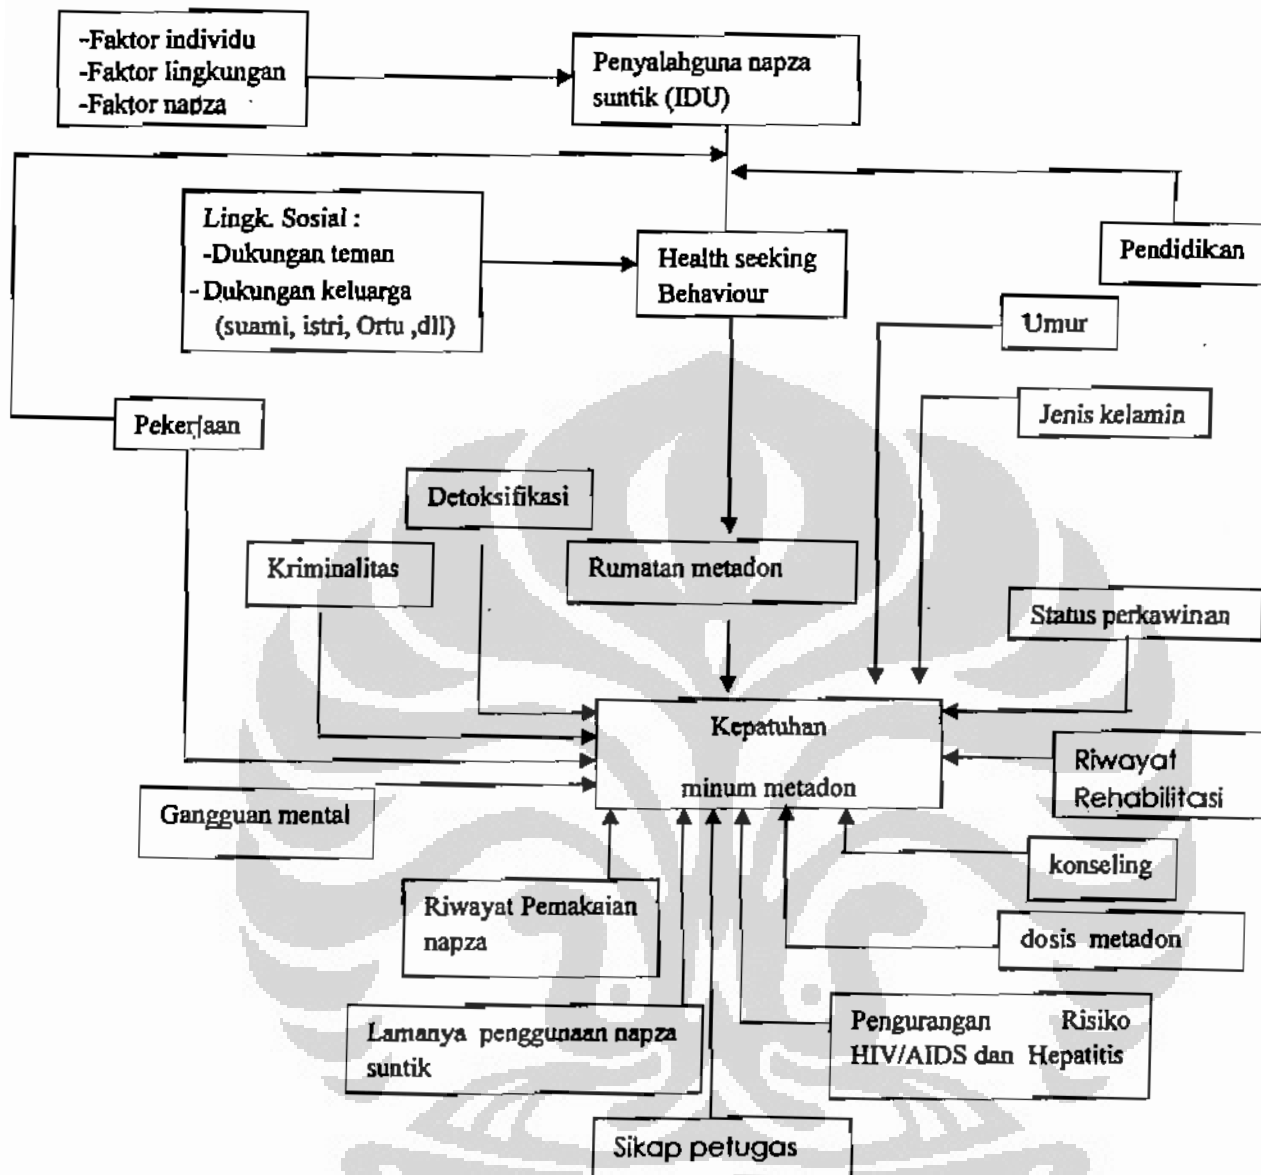 -Faktor individu
-Faktor lingkungan
-Faktor napza
Penyalahguna napza
suntik (IDU)
Lingk. Sosial :
-Dukungan teman
- Dukungan keluarga
(suami, istri, Ortu ,dll)
Health seeking
Behaviour
Pendidikan
Umur
Jenis kelamin
Pekerjaan
Detoksifikasi
Kriminalitas
Rumatan metadon
Status perkawinan
Kepatuhan
minum metadon
Riwayat
Rehabilitasi
Gangguan mental
konseling
Riwayat Pemakaian
napza
dosis metadon
Lamanya penggunaan napza
suntik
Pengurangan Risiko
HIV/AIDS dan Hepatitis
Sikap petugas